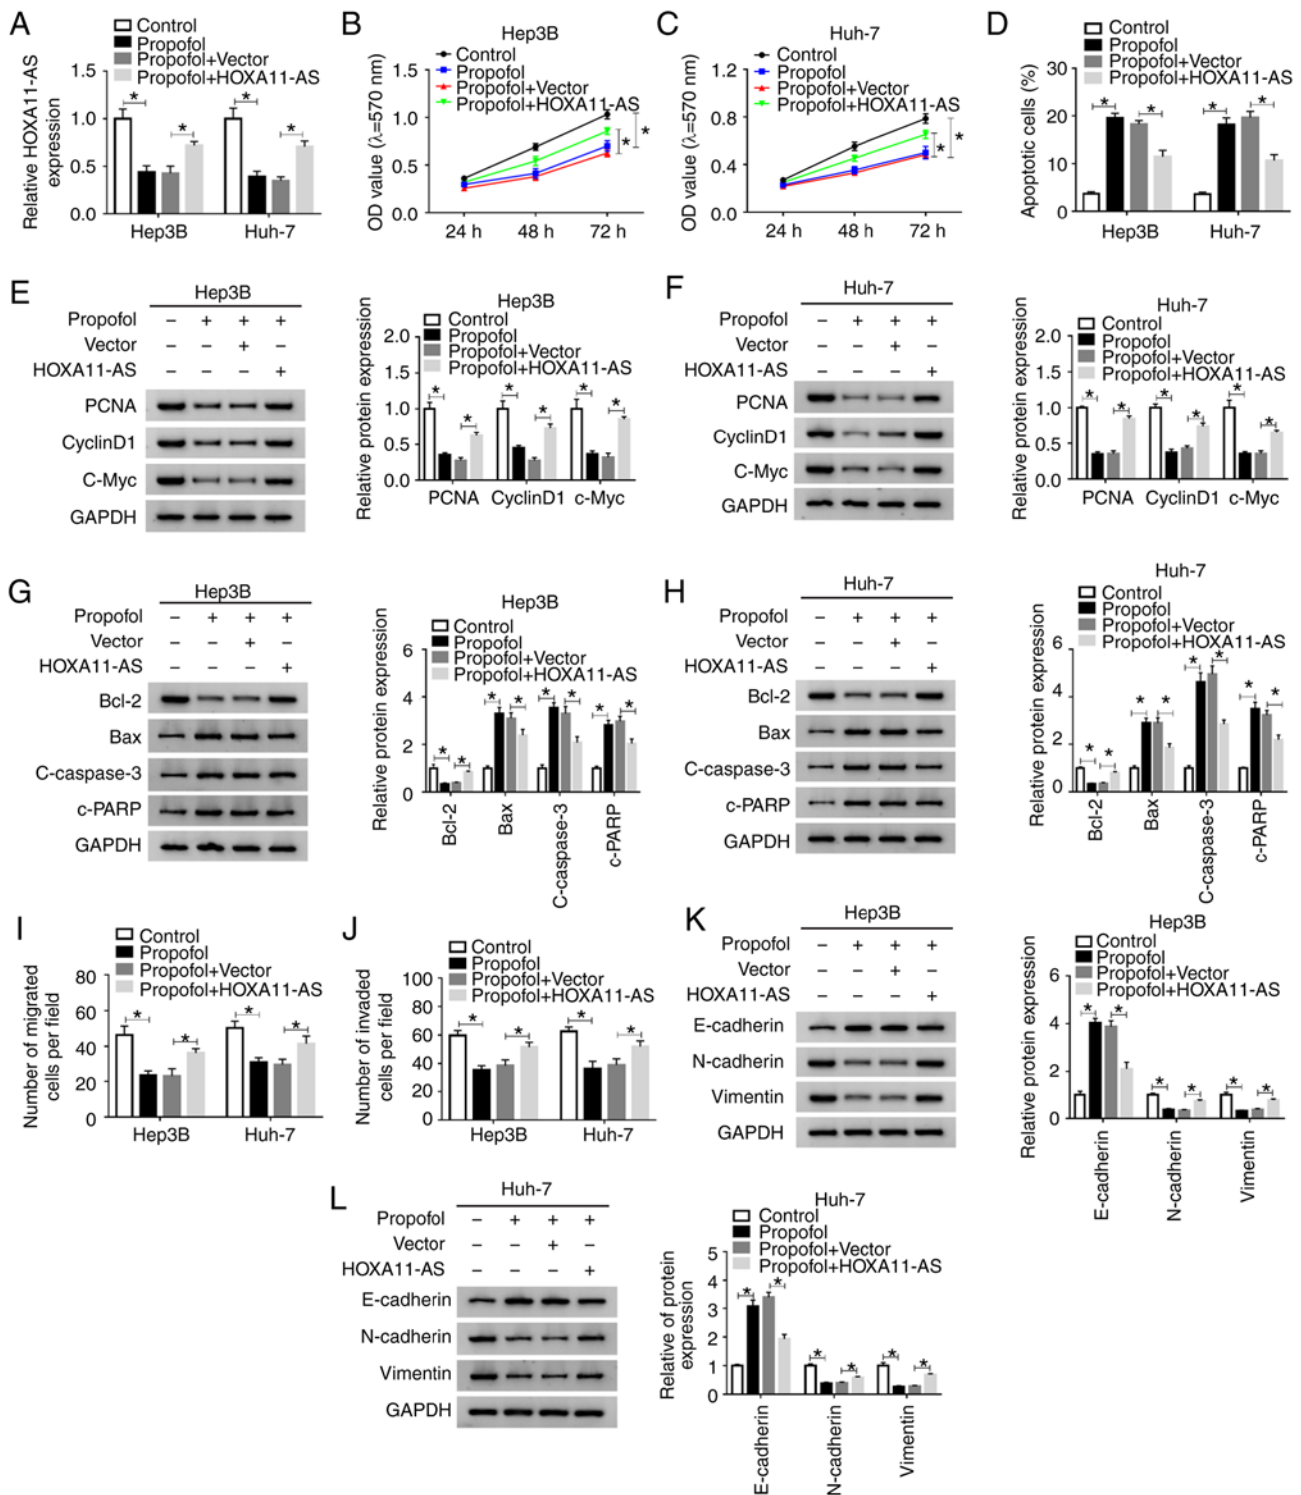 A
Control
Propofol
Propofol+Vector
Propofol+HOXA11-AS
Relative HOXA11-AS
expression
1.5
1.0
0.5
0.0
* * * *
Hep3B Huh-7
B
Hep3B
Control
Propofol
Propofol+Vector
Propofol+HOXA11-AS
OD value (λ=570 nm)
1.5
1.0
0.5
0.0
* *
24 h 48 h 72 h
C
Huh-7
Control
Propofol
Propofol+Vector
Propofol+HOXA11-AS
OD value (λ=570 nm)
1.2
0.8
0.4
0.0
* *
24 h 48 h 72 h
D
Control
Propofol
Propofol+Vector
Propofol+HOXA11-AS
Apoptotic cells (%)
30
20
10
0
* * * *
Hep3B Huh-7
E
Hep3B
Propofol – + + +
Vector – – + –
HOXA11-AS – – – +
PCNA
CyclinD1
C-Myc
GAPDH
Hep3B
Control
Propofol
Propofol+Vector
Propofol+HOXA11-AS
Relative protein expression
2.0
1.5
1.0
0.5
0.0
* * * * * *
PCNA CyclinD1 c-Myc
F
Huh-7
Propofol – + + +
Vector – – + –
HOXA11-AS – – – +
PCNA
CyclinD1
C-Myc
GAPDH
Huh-7
Control
Propofol
Propofol+Vector
Propofol+HOXA11-AS
Relative protein expression
2.0
1.5
1.0
0.5
0.0
* * * * * *
PCNA CyclinD1 c-Myc
G
Hep3B
Propofol – + + +
Vector – – + –
HOXA11-AS – – – +
Bcl-2
Bax
C-caspase-3
c-PARP
GAPDH
Hep3B
Control
Propofol
Propofol+Vector
Propofol+HOXA11-AS
Relative protein expression
6
4
2
0
* * * * * * * *
Bcl-2
Bax
C-caspase-3
c-PARP
H
Huh-7
Propofol – + + +
Vector – – + –
HOXA11-AS – – – +
Bcl-2
Bax
C-caspase-3
c-PARP
GAPDH
Huh-7
Control
Propofol
Propofol+Vector
Propofol+HOXA11-AS
Relative protein expression
6
4
2
0
* * * * * * * *
Bcl-2
Bax
C-caspase-3
c-PARP
I
Control
Propofol
Propofol+Vector
Propofol+HOXA11-AS
Number of migrated
cells per field
80
60
40
20
0
* * * *
Hep3B Huh-7
J
Control
Propofol
Propofol+Vector
Propofol+HOXA11-AS
Number of invaded
cells per field
100
80
60
40
20
0
* * * *
Hep3B Huh-7
K
Hep3B
Propofol – + + +
Vector – – + –
HOXA11-AS – – – +
E-cadherin
N-cadherin
Vimentin
GAPDH
Hep3B
Control
Propofol
Propofol+Vector
Propofol+HOXA11-AS
Relative protein expression
6
4
2
0
* * * * * *
E-cadherin
N-cadherin
Vimentin
L
Huh-7
Propofol – + + +
Vector – – + –
HOXA11-AS – – – +
E-cadherin
N-cadherin
Vimentin
GAPDH
Huh-7
Control
Propofol
Propofol+Vector
Propofol+HOXA11-AS
Relative of protein
expression
5
4
3
2
1
0
* * * * * *
E-cadherin
N-cadherin
Vimentin